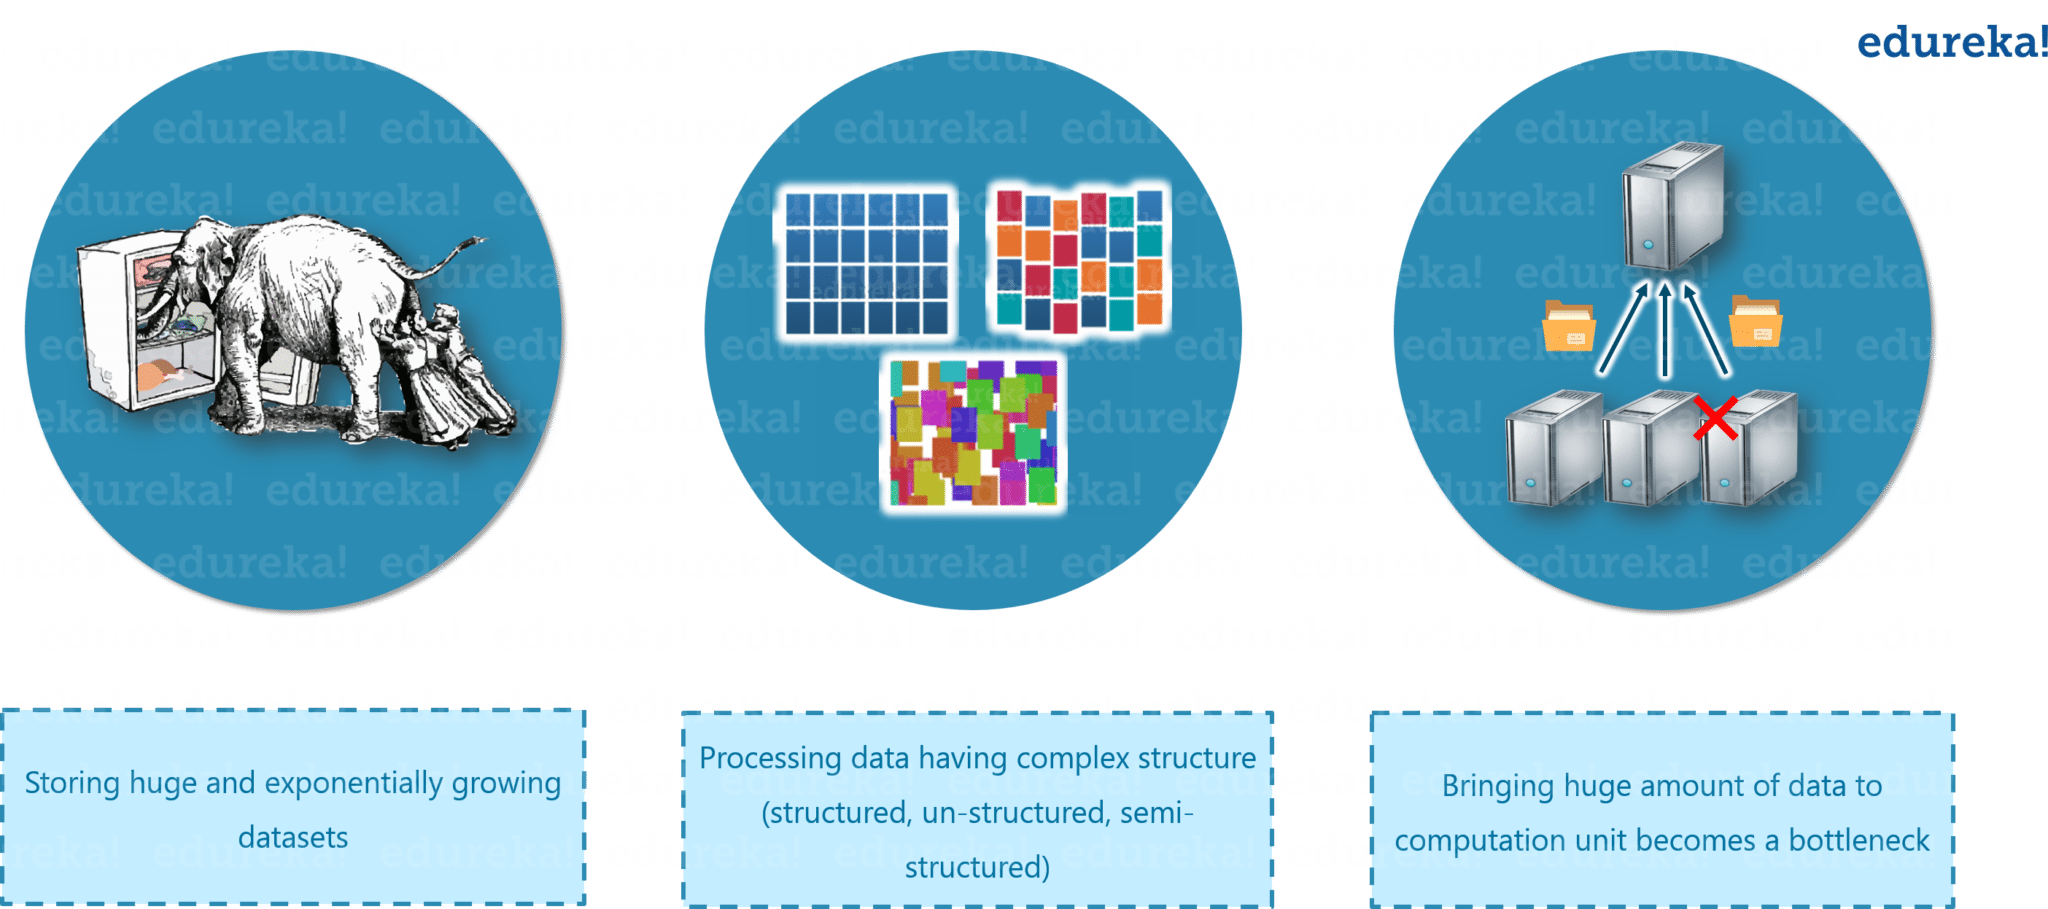 edureka!
Storing huge and exponentially growing
datasets
Processing data having complex structure
(structured, un-structured, semi-
structured)
Bringing huge amount of data to
computation unit becomes a bottleneck